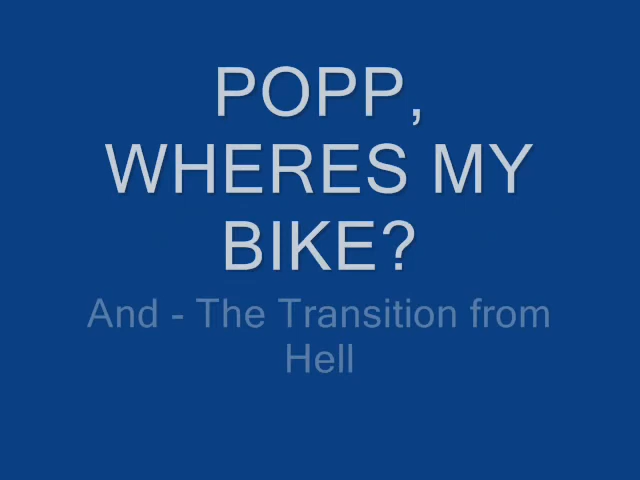 POPP,
WHERES MY
BIKE?
And - The Transition from
Hell